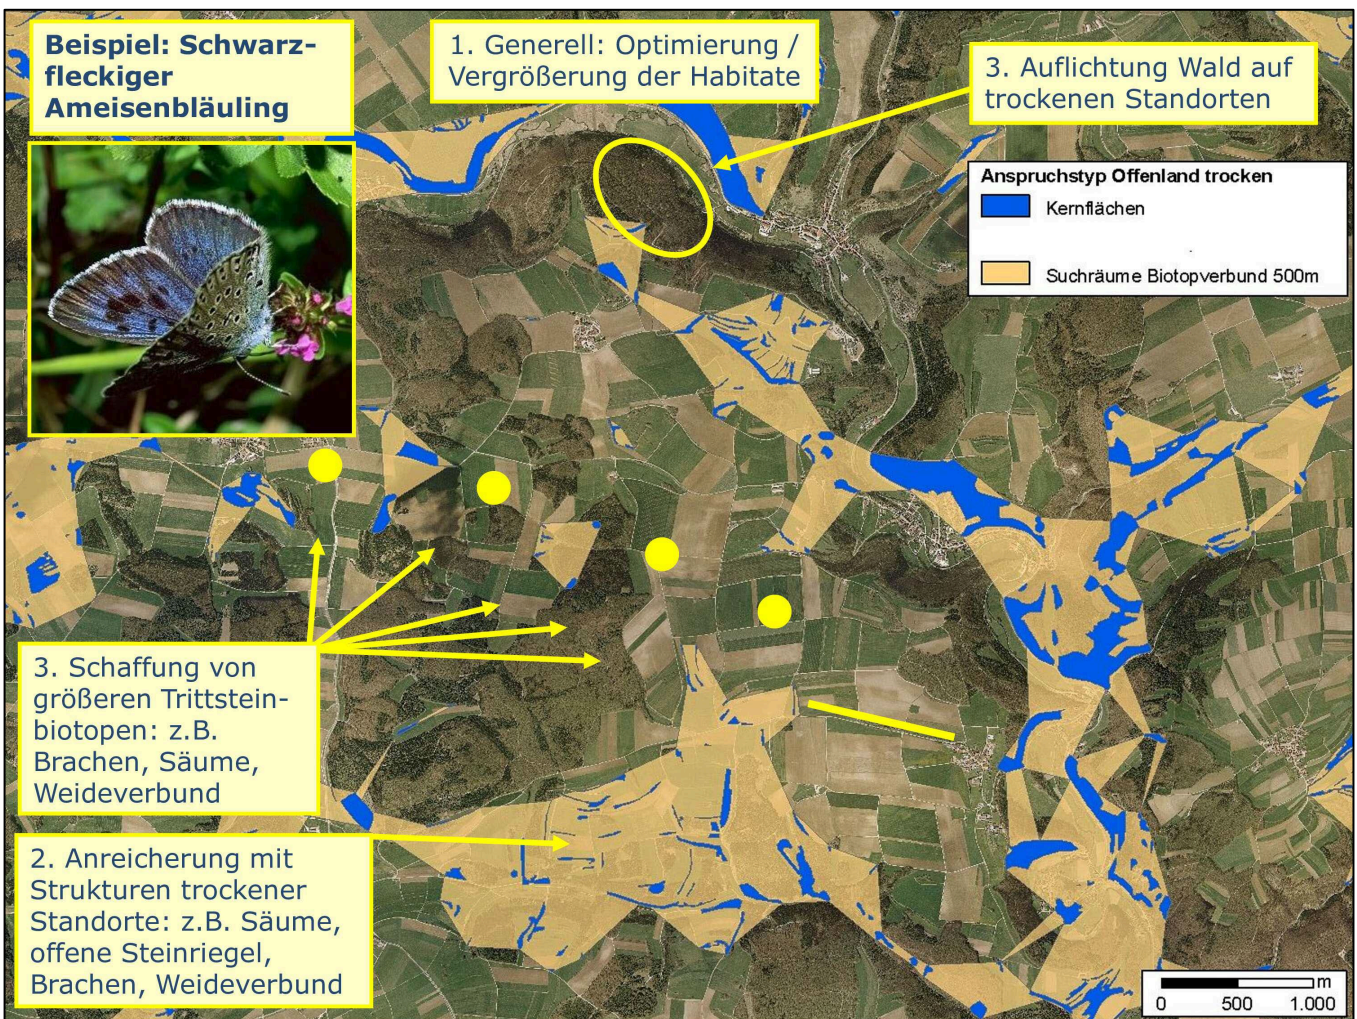 Beispiel: Schwarz-
fleckiger
Ameisenbläuling
1. Generell: Optimierung /
Vergrößerung der Habitate
3. Auflichtung Wald auf
trockenen Standorten
Anspruchstyp Offenland trocken
Kernflächen
Suchräume Biotopverbund 500m
3. Schaffung von
größeren Trittstein-
biotopen: z.B.
Brachen, Säume,
Weideverbund
2. Anreicherung mit
Strukturen trockener
Standorte: z.B. Säume,
offene Steinriegel,
Brachen, Weideverbund
m
0 500 1.000